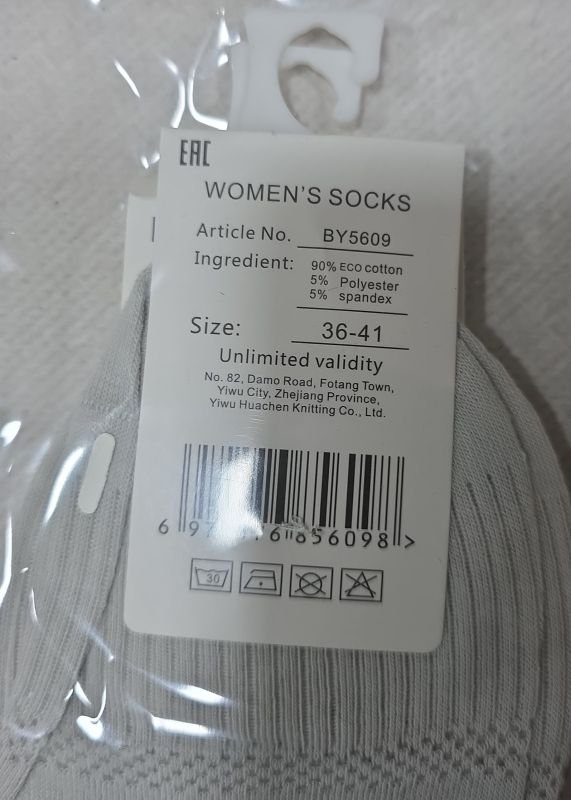 EAC
WOMEN'S SOCKS
Article No. BY5609
Ingredient: 90% ECO cotton
5% Polyester
5% spandex
Size: 36-41
Unlimited validity
No. 82, Damo Road, Fotang Town,
Yiwu City, Zhejiang Province,
Yiwu Huachen Knitting Co., Ltd.
856098 >
30